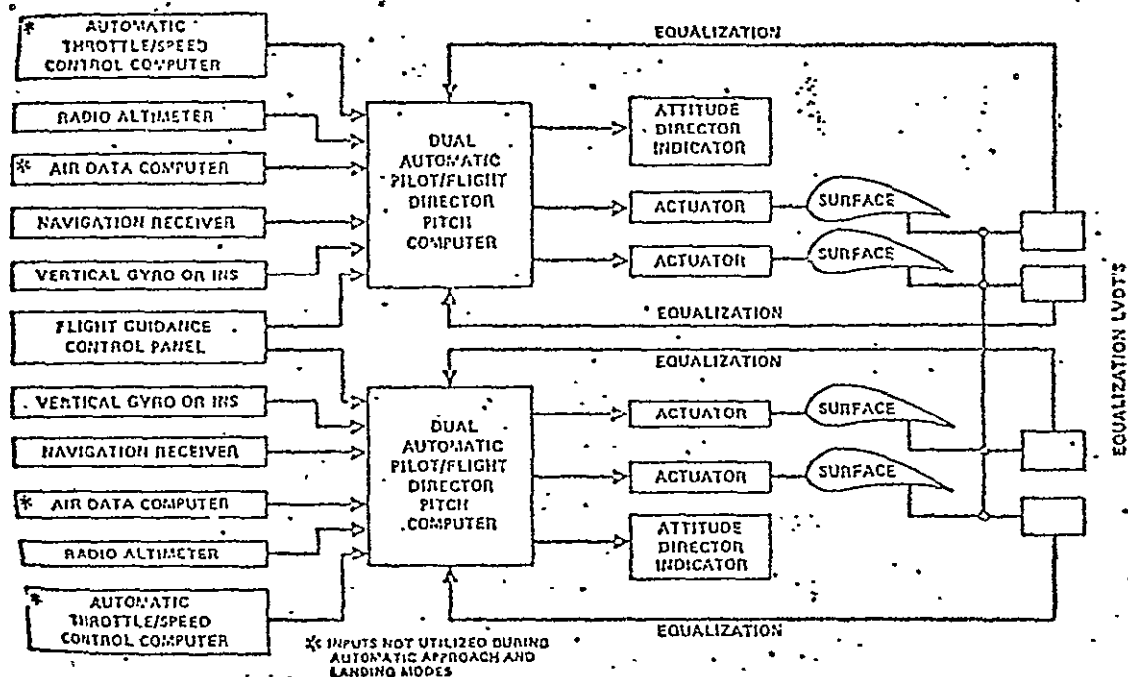 * AUTOMATIC
THROTTLE/SPEED
CONTROL COMPUTER
RADIO ALTIMETER
* AIR DATA COMPUTER
NAVIGATION RECEIVER
VERTICAL GYRO OR INS
FLIGHT GUIDANCE
CONTROL PANEL
VERTICAL GYRO OR INS
NAVIGATION RECEIVER
* AIR DATA COMPUTER
RADIO ALTIMETER
* AUTOMATIC
THROTTLE/SPEED
CONTROL COMPUTER
DUAL
AUTOMATIC
PILOT/FLIGHT
DIRECTOR
PITCH
COMPUTER
DUAL
AUTOMATIC
PILOT/FLIGHT
DIRECTOR
PITCH
COMPUTER
* INPUTS NOT UTILIZED DURING
AUTOMATIC APPROACH AND
LANDING MODES
EQUALIZATION
ATTITUDE
DIRECTOR
INDICATOR
ACTUATOR
SURFACE
ACTUATOR
SURFACE
EQUALIZATION
EQUALIZATION
ACTUATOR
SURFACE
ACTUATOR
SURFACE
ATTITUDE
DIRECTOR
INDICATOR
EQUALIZATION
EQUALIZATION LVDT'S